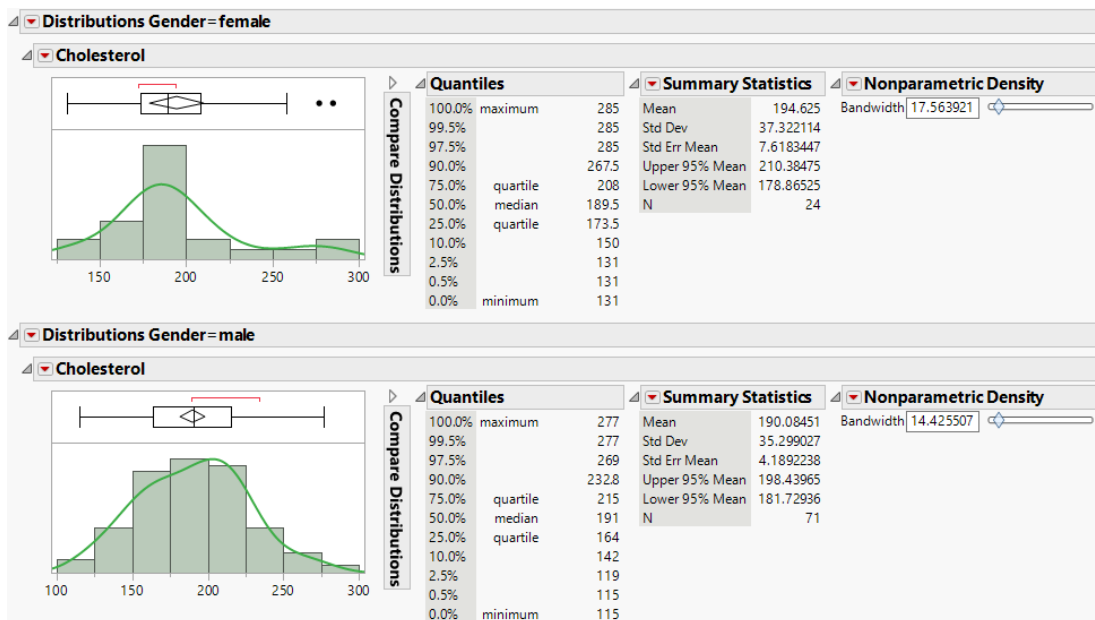 Distributions Gender=female
Cholesterol
150 200 250 300
Compare Distributions
Quantiles
100.0% maximum 285
99.5% 285
97.5% 285
90.0% 267.5
75.0% quartile 208
50.0% median 189.5
25.0% quartile 173.5
10.0% 150
2.5% 131
0.5% 131
0.0% minimum 131
Summary Statistics
Mean 194.625
Std Dev 37.322114
Std Err Mean 7.6183447
Upper 95% Mean 210.38475
Lower 95% Mean 178.86525
N 24
Nonparametric Density
Bandwidth 17.563921
Distributions Gender=male
Cholesterol
100 150 200 250 300
Compare Distributions
Quantiles
100.0% maximum 277
99.5% 277
97.5% 269
90.0% 232.8
75.0% quartile 215
50.0% median 191
25.0% quartile 164
10.0% 142
2.5% 119
0.5% 115
0.0% minimum 115
Summary Statistics
Mean 190.08451
Std Dev 35.299027
Std Err Mean 4.1892238
Upper 95% Mean 198.43965
Lower 95% Mean 181.72936
N 71
Nonparametric Density
Bandwidth 14.425507